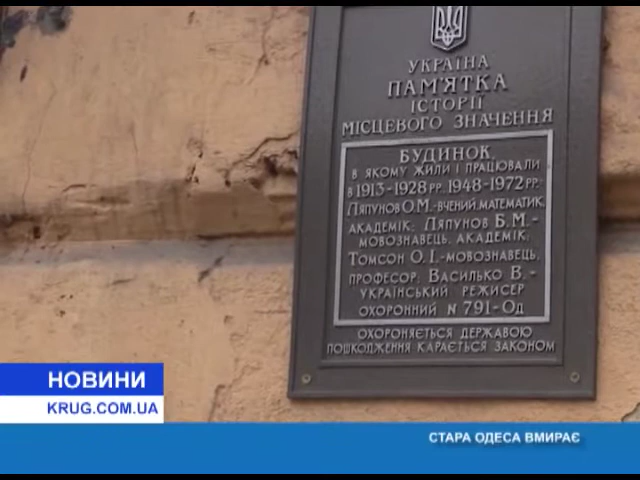 УКРАЇНА
ПАМ'ЯТКА
ІСТОРІЇ
МІСЦЕВОГО ЗНАЧЕННЯ
БУДИНОК,
В ЯКОМУ ЖИЛИ І ПРАЦЮВАЛИ
В 1913-1928 РР. 1948-1972 РР.
ЛЯПУНОВ О.М.-ВЧЕНИЙ, МАТЕМАТИК,
АКАДЕМІК; ЛЯПУНОВ Б.М.-
МОВОЗНАВЕЦЬ, АКАДЕМІК;
ТОМСОН О.І.-МОВОЗНАВЕЦЬ,
ПРОФЕСОР; ВАСИЛЬКО В.-
УКРАЇНСЬКИЙ РЕЖИСЕР
ОХОРОННИЙ N 791-ОД
ОХОРОНЯЄТЬСЯ ДЕРЖАВОЮ
ПОШКОДЖЕННЯ КАРАЄТЬСЯ ЗАКОНОМ
НОВИНИ
KRUG.COM.UA
СТАРА ОДЕСА ВМИРАЄ